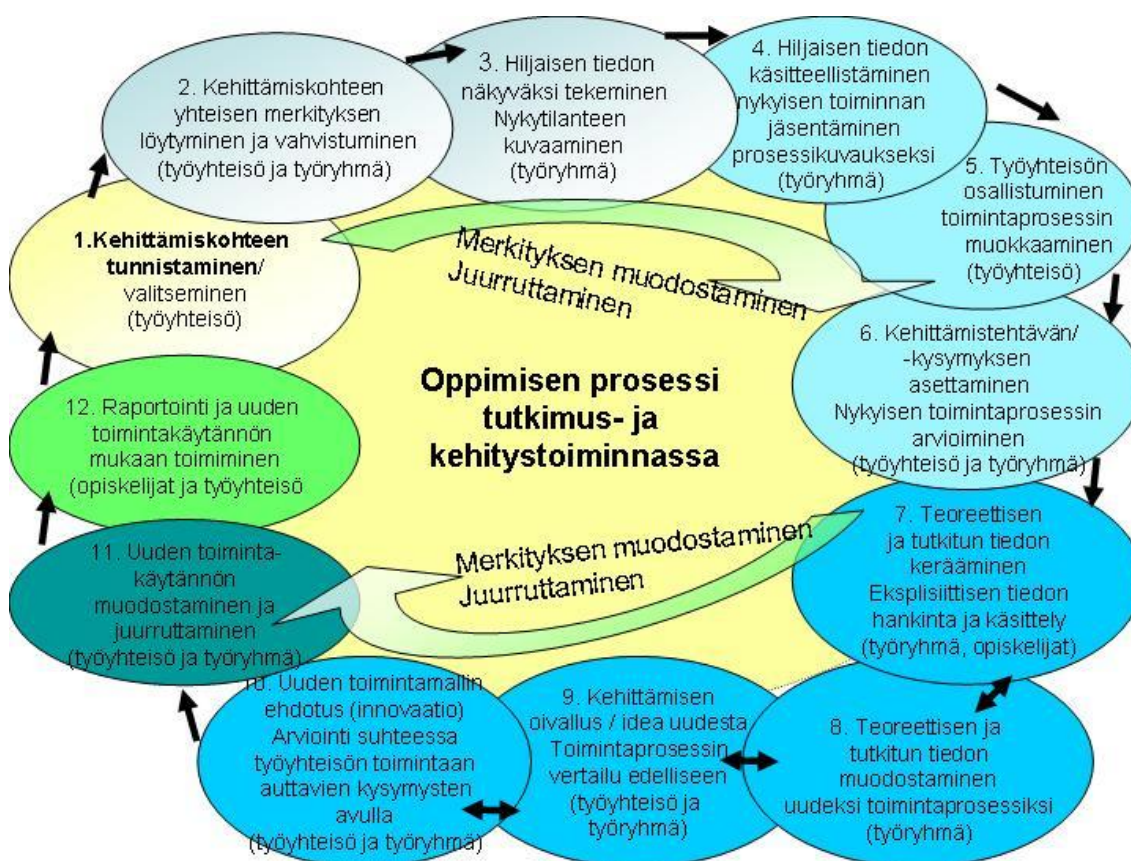 1.Kehittämiskohteen
tunnistaminen/
valitseminen
(työyhteisö)
2. Kehittämiskohteen
yhteisen merkityksen
löytyminen ja vahvistuminen
(työyhteisö ja työryhmä)
3. Hiljaisen tiedon
näkyväksi tekeminen
Nykytilanteen
kuvaaminen
(työryhmä)
4. Hiljaisen tiedon
käsitteellistäminen
nykyisen toiminnan
jäsentäminen
prosessikuvaukseksi
(työryhmä)
5. Työyhteisön
osallistuminen
toimintaprosessin
muokkaaminen
(työyhteisö)
6. Kehittämistehtävän/
-kysymyksen
asettaminen
Nykyisen toimintaprosessin
arvioiminen
(työyhteisö ja työryhmä)
7. Teoreettisen
ja tutkitun tiedon
kerääminen
Eksplisiittisen tiedon
hankinta ja käsittely
(työryhmä, opiskelijat)
8. Teoreettisen ja
tutkitun tiedon
muodostaminen
uudeksi toimintaprosessiksi
(työryhmä)
9. Kehittämisen
oivallus / idea uudesta
Toimintaprosessin
vertailu edelliseen
(työyhteisö ja
työryhmä)
10. Uuden toimintamallin
ehdotus (innovaatio)
Arviointi suhteessa
työyhteisön toimintaan
auttavien kysymysten
avulla
(työyhteisö ja työryhmä)
11. Uuden toiminta-
käytännön
muodostaminen ja
juurruttaminen
(työyhteisö ja työryhmä)
12. Raportointi ja uuden
toimintakäytännön
mukaan toimiminen
(opiskelijat ja työyhteisö
Merkityksen muodostaminen
Juurruttaminen
Oppimisen prosessi
tutkimus- ja
kehitystoiminnassa
Merkityksen muodostaminen
Juurruttaminen